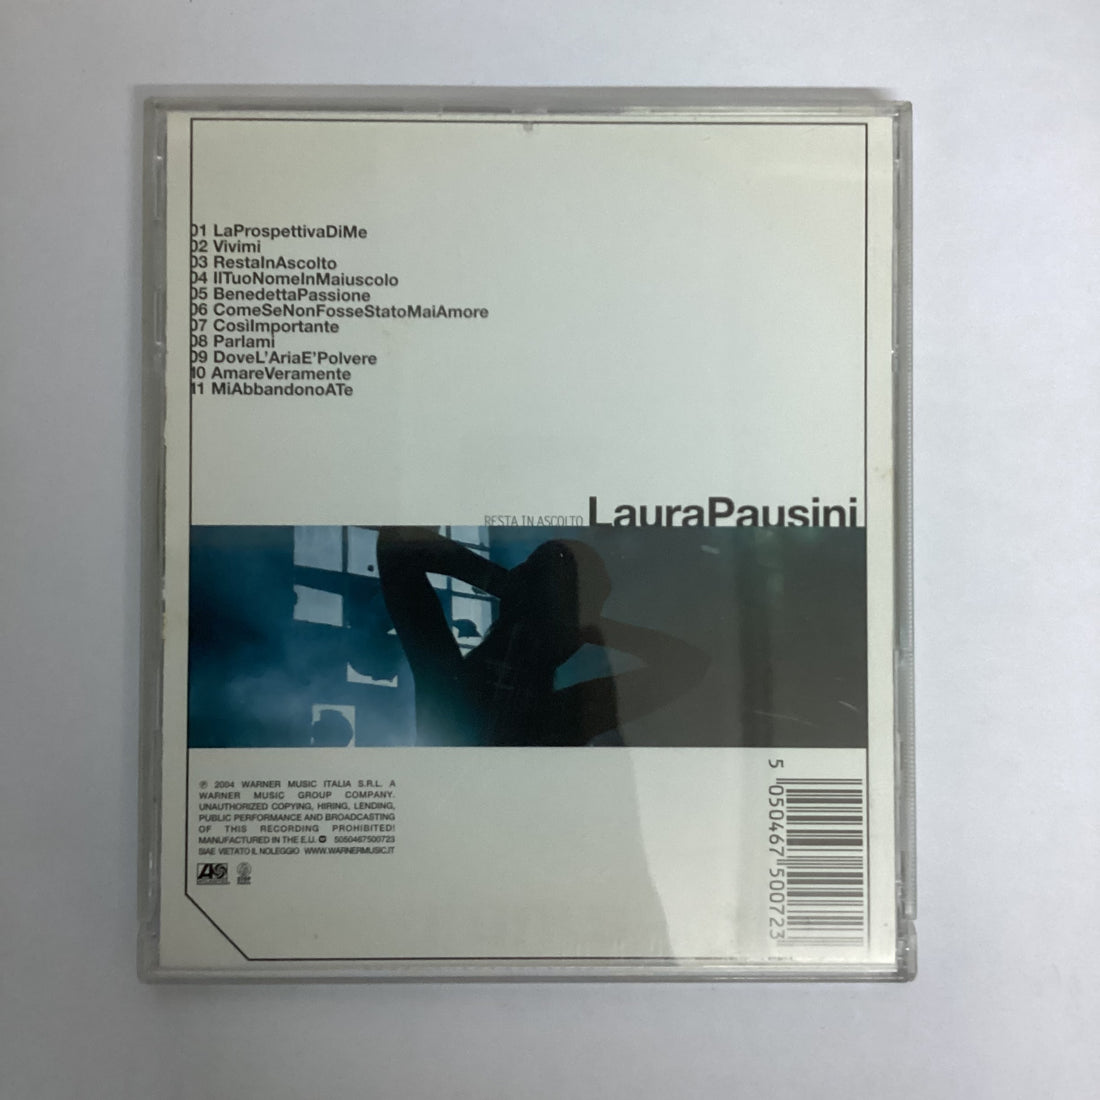 01 LaProspettivaDiMe
02 Vivimi
03 RestaInAscolto
04 IlTuoNomeInMaiuscolo
05 BenedettaPassione
06 ComeSeNonFosseStatoMaiAmore
07 CosìImportante
08 Parlami
09 DoveL'AriaE'Polvere
10 AmareVeramente
11 MiAbbandonoATe
RESTA IN ASCOLTO LauraPausini
℗ 2004 WARNER MUSIC ITALIA S.R.L. A
WARNER MUSIC GROUP COMPANY.
UNAUTHORIZED COPYING, HIRING, LENDING,
PUBLIC PERFORMANCE AND BROADCASTING
OF THIS RECORDING PROHIBITED!
MANUFACTURED IN THE E.U. 5050467500723
SIAE VIETATO IL NOLEGGIO WWW.WARNERMUSIC.IT
5 050467 500723